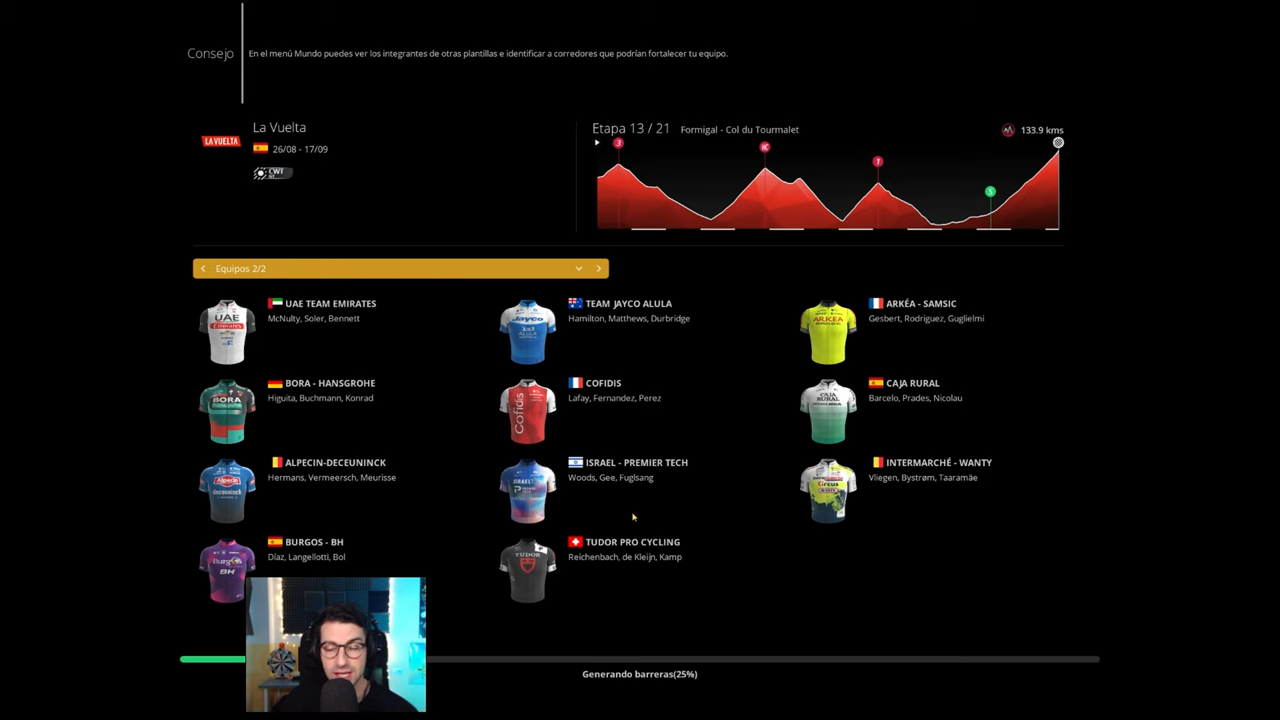 Consejo
En el menú Mundo puedes ver los integrantes de otras plantillas e identificar a corredores que podrían fortalecer tu equipo.
LA VUELTA
La Vuelta
26/08 - 17/09
CWT
Etapa 13 / 21 Formigal - Col du Tourmalet
133.9 kms
3
HC
1
S
Equipos 2/2
UAE TEAM EMIRATES
McNulty, Soler, Bennett
TEAM JAYCO ALULA
Hamilton, Matthews, Durbridge
ARKÉA - SAMSIC
Gesbert, Rodriguez, Guglielmi
BORA - HANSGROHE
Higuita, Buchmann, Konrad
COFIDIS
Lafay, Fernandez, Perez
CAJA RURAL
Barcelo, Prades, Nicolau
ALPECIN-DECEUNINCK
Hermans, Vermeersch, Meurisse
ISRAEL - PREMIER TECH
Woods, Gee, Fuglsang
INTERMARCHÉ - WANTY
Vliegen, Bystrøm, Taaramäe
BURGOS - BH
Díaz, Langellotti, Bol
TUDOR PRO CYCLING
Reichenbach, de Kleijn, Kamp
Generando barreras(25%)